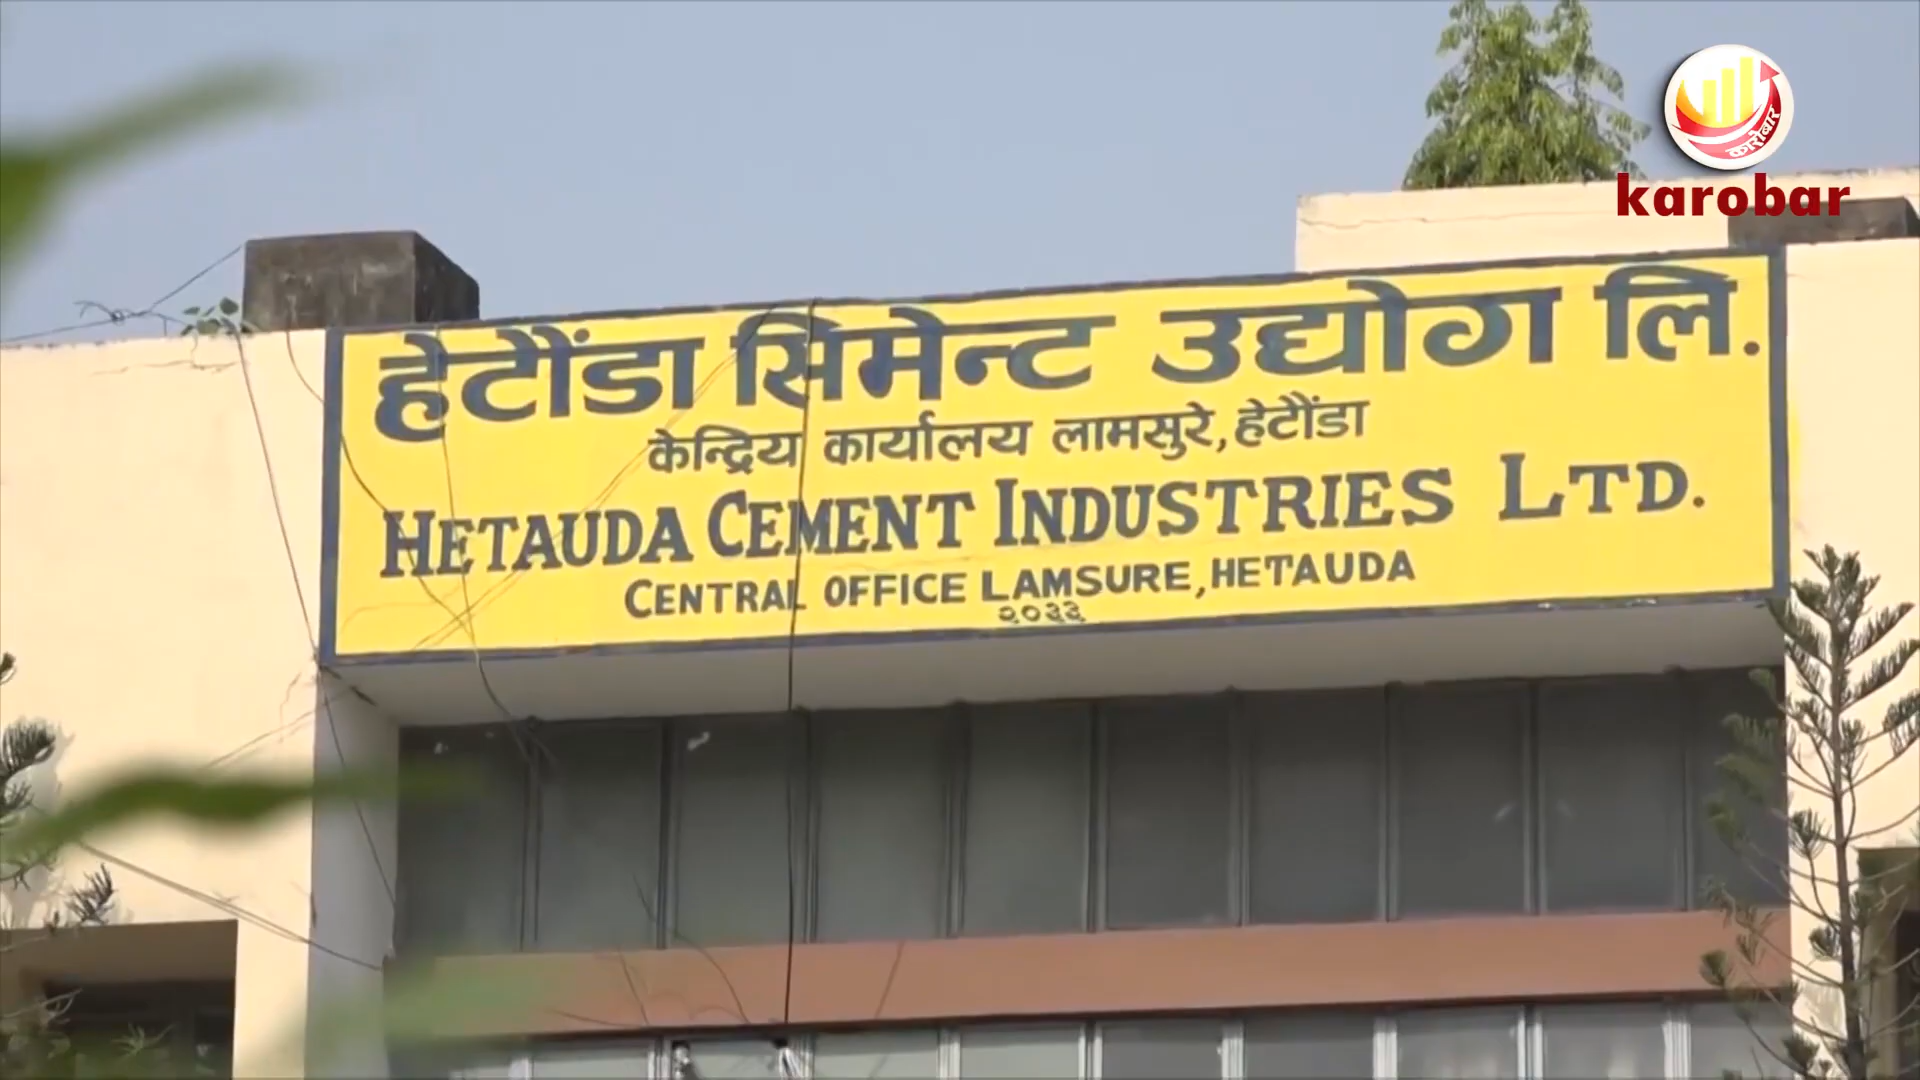 कारोबार
karobar
हेटौंडा सिमेन्ट उद्योग लि.
केन्द्रिय कार्यालय लामसुरे, हेटौंडा
HETAUDA CEMENT INDUSTRIES LTD.
CENTRAL OFFICE LAMSURE, HETAUDA
२०३३